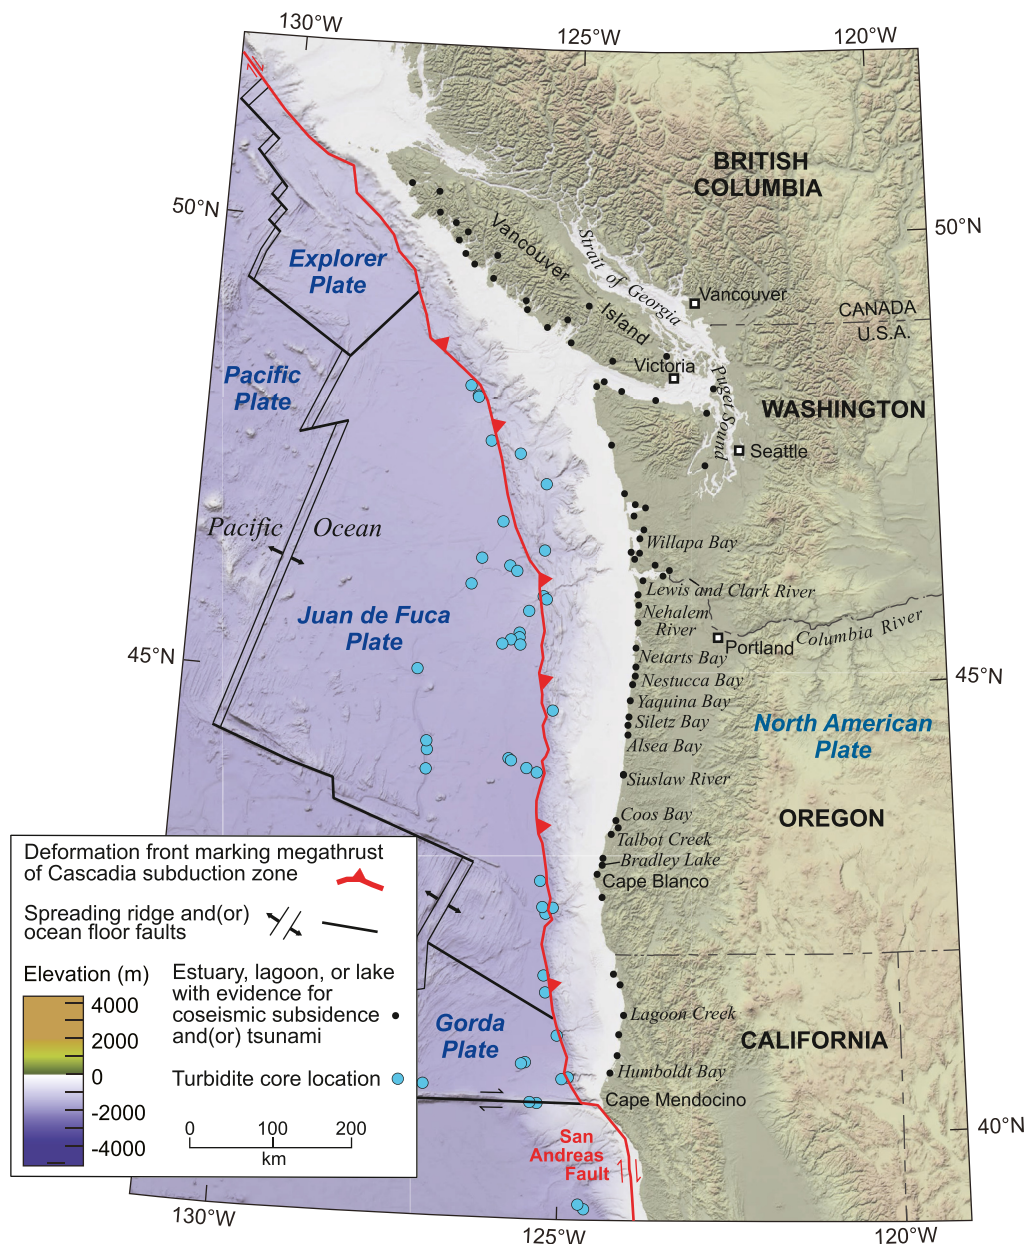 130°W
125°W
120°W
BRITISH
COLUMBIA
50°N
50°N
Vancouver
Island
Strait of Georgia
Explorer
Plate
Vancouver
CANADA
U.S.A.
Victoria
Pacific
Plate
Puget Sound
WASHINGTON
Seattle
Pacific Ocean
Willapa Bay
Lewis and Clark River
Juan de Fuca
Plate
Nehalem
River
Columbia River
Portland
45°N
45°N
Netarts Bay
Nestucca Bay
Yaquina Bay
Siletz Bay
Alsea Bay
North American
Plate
Siuslaw River
Coos Bay
OREGON
Talbot Creek
Bradley Lake
Cape Blanco
Deformation front marking megathrust
of Cascadia subduction zone
Spreading ridge and(or)
ocean floor faults
Elevation (m)
4000
2000
0
-2000
-4000
Estuary, lagoon, or lake
with evidence for
coseismic subsidence
and(or) tsunami
Turbidite core location
0 100 200
km
Gorda
Plate
Lagoon Creek
CALIFORNIA
Humboldt Bay
Cape Mendocino
San
Andreas
Fault
40°N
130°W
125°W
120°W